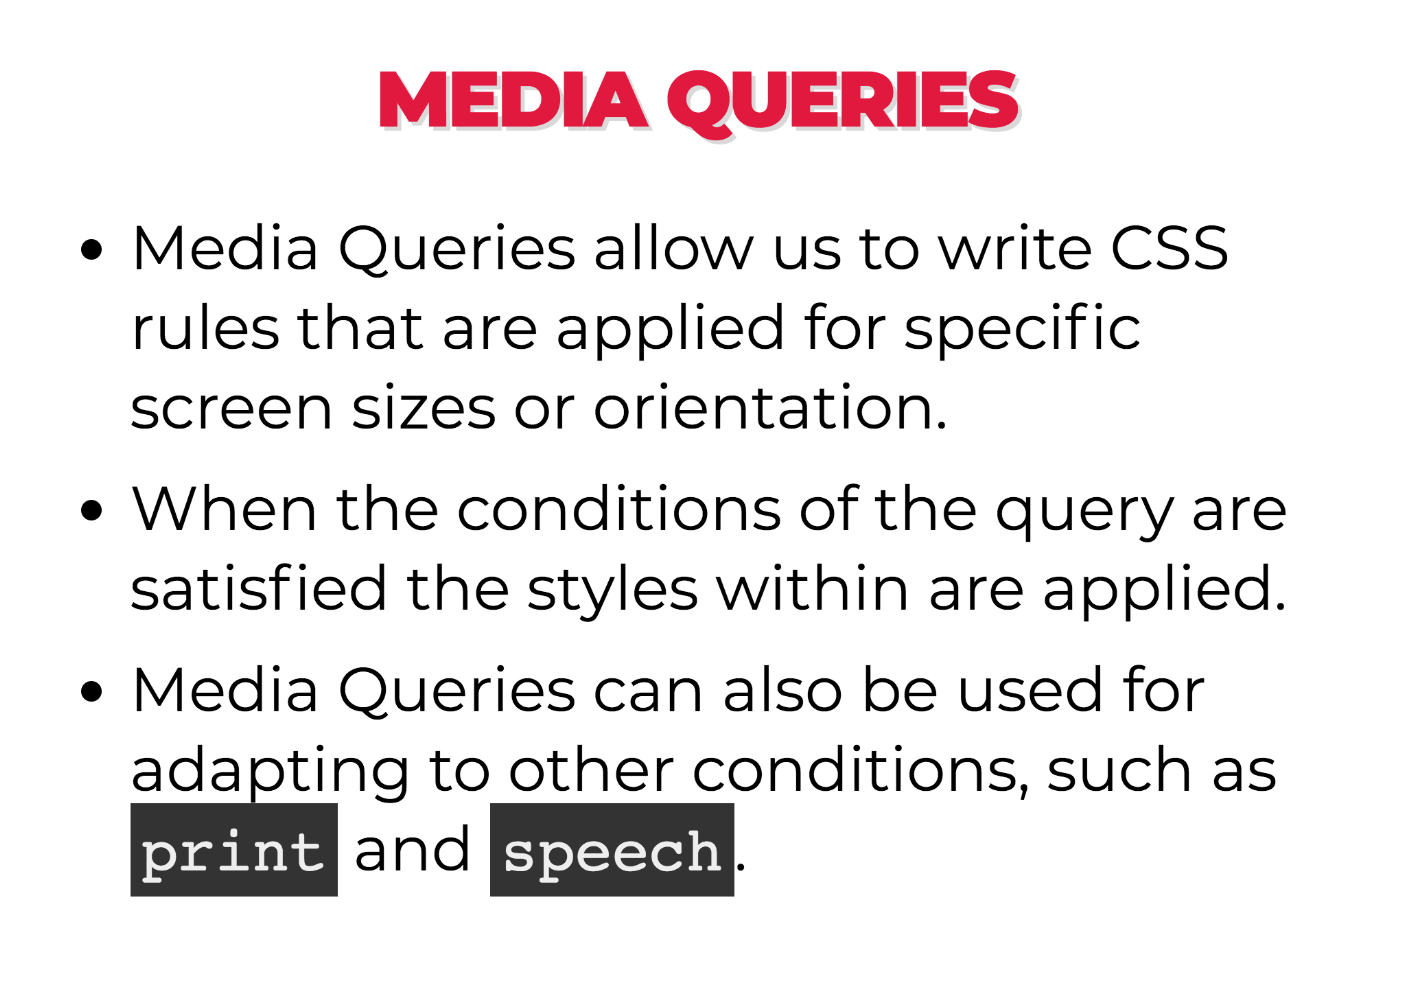 MEDIA QUERIES
• Media Queries allow us to write CSS
rules that are applied for specific
screen sizes or orientation.
• When the conditions of the query are
satisfied the styles within are applied.
• Media Queries can also be used for
adapting to other conditions, such as
print and speech.